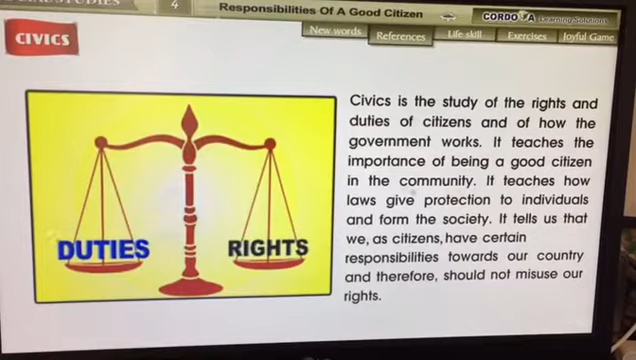 4
Responsibilities Of A Good Citizen
CORDOVA Learning Solutions
New words
References
Life skill
Exercises
Joyful Game
CIVICS
DUTIES
RIGHTS
Civics is the study of the rights and
duties of citizens and of how the
government works. It teaches the
importance of being a good citizen
in the community. It teaches how
laws give protection to individuals
and form the society. It tells us that
we, as citizens, have certain
responsibilities towards our country
and therefore, should not misuse our
rights.